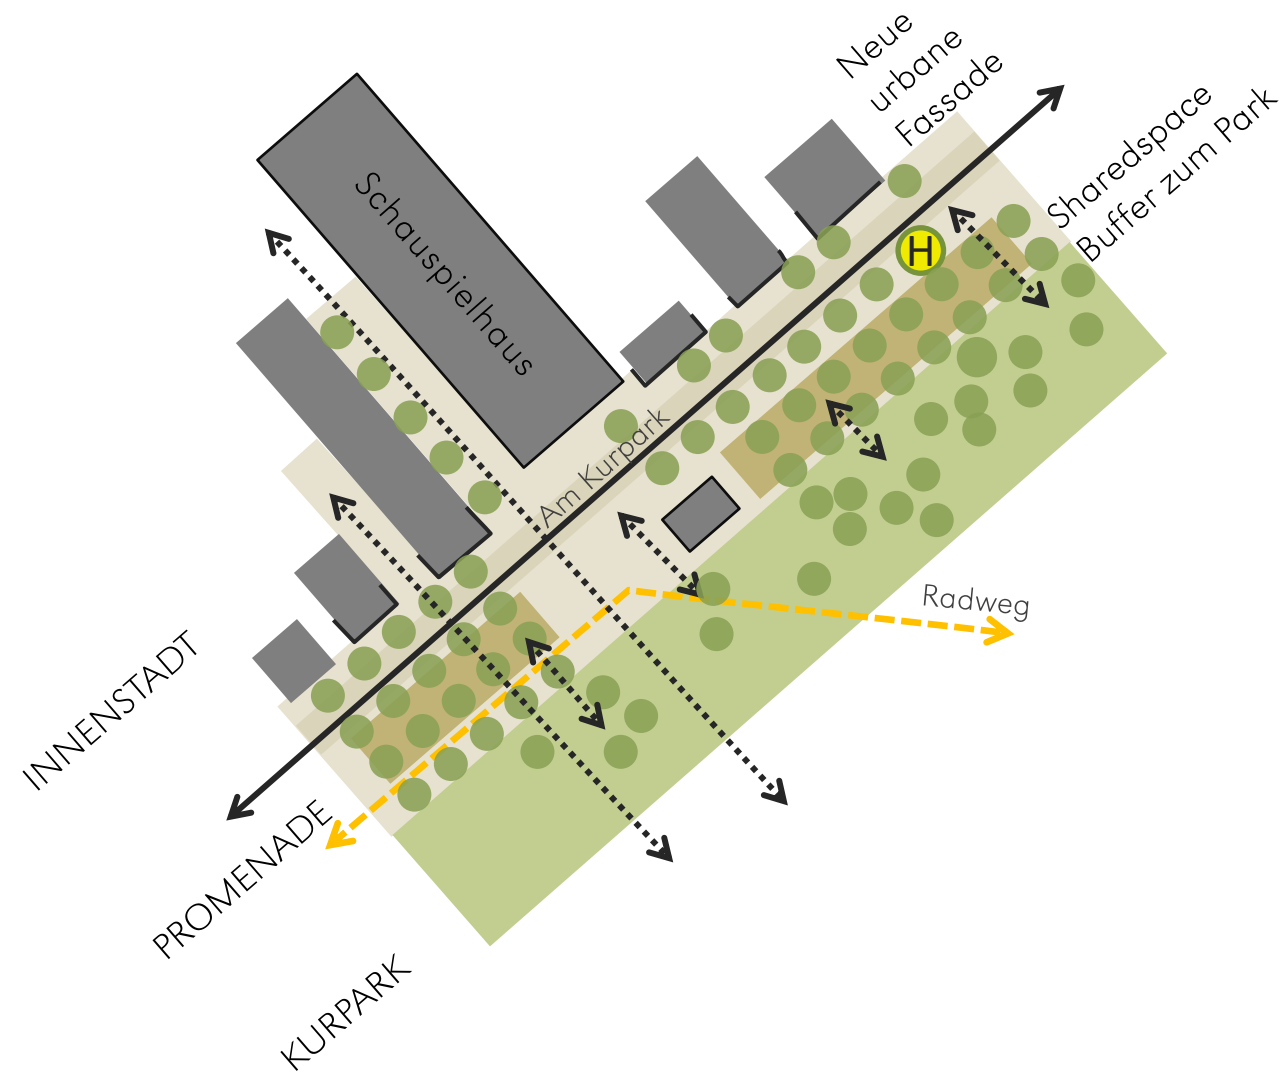 Neue
urbane
Fassade
Sharedspace
Buffer zum Park
Schauspielhaus
H
Am Kurpark
Radweg
INNENSTADT
PROMENADE
KURPARK